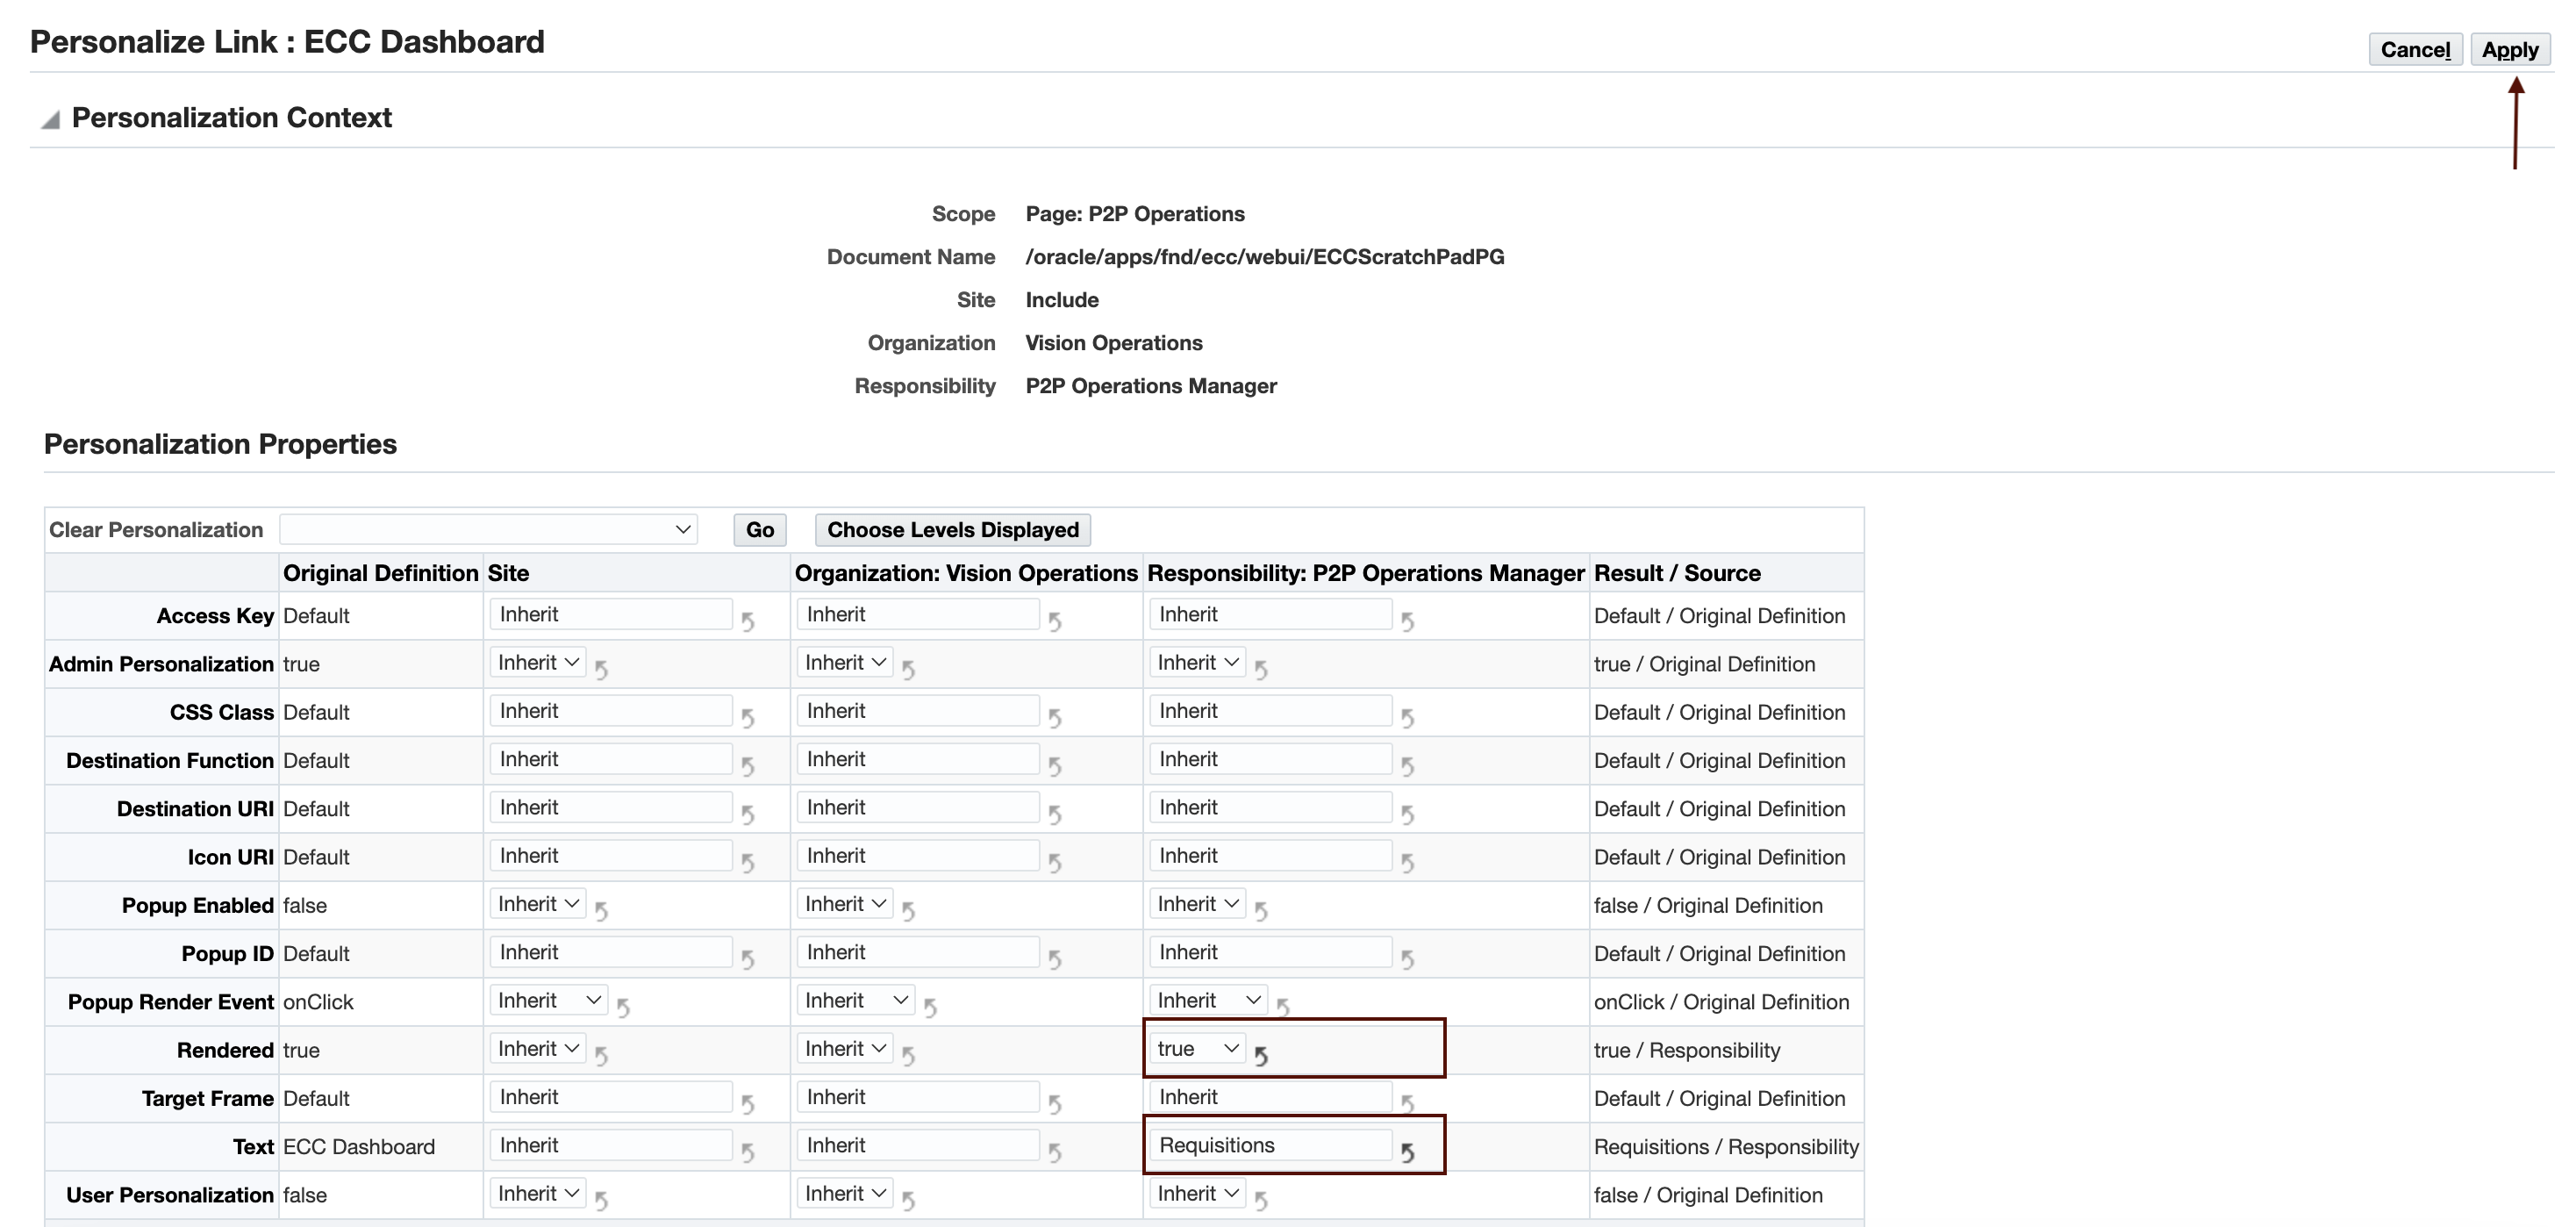 Personalize Link : ECC Dashboard
Cancel Apply
Personalization Context
Scope Page: P2P Operations
Document Name /oracle/apps/fnd/ecc/webui/ECCScratchPadPG
Site Include
Organization Vision Operations
Responsibility P2P Operations Manager
Personalization Properties
Clear Personalization Go Choose Levels Displayed
Original Definition Site Organization: Vision Operations Responsibility: P2P Operations Manager Result / Source
Access Key Default Inherit Inherit Inherit Default / Original Definition
Admin Personalization true Inherit Inherit Inherit true / Original Definition
CSS Class Default Inherit Inherit Inherit Default / Original Definition
Destination Function Default Inherit Inherit Inherit Default / Original Definition
Destination URI Default Inherit Inherit Inherit Default / Original Definition
Icon URI Default Inherit Inherit Inherit Default / Original Definition
Popup Enabled false Inherit Inherit Inherit false / Original Definition
Popup ID Default Inherit Inherit Inherit Default / Original Definition
Popup Render Event onClick Inherit Inherit Inherit onClick / Original Definition
Rendered true Inherit Inherit true true / Responsibility
Target Frame Default Inherit Inherit Inherit Default / Original Definition
Text ECC Dashboard Inherit Inherit Requisitions Requisitions / Responsibility
User Personalization false Inherit Inherit Inherit false / Original Definition